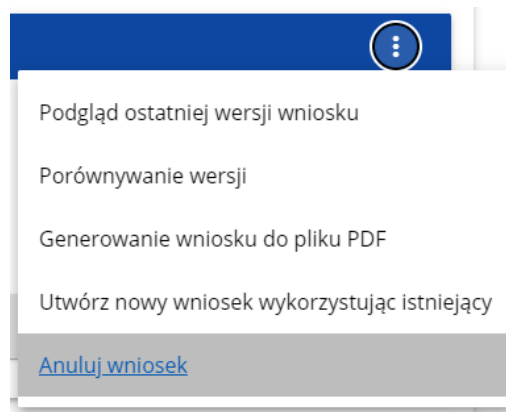 Podgląd ostatniej wersji wniosku
Porównywanie wersji
Generowanie wniosku do pliku PDF
Utwórz nowy wniosek wykorzystując istniejący
Anuluj wniosek